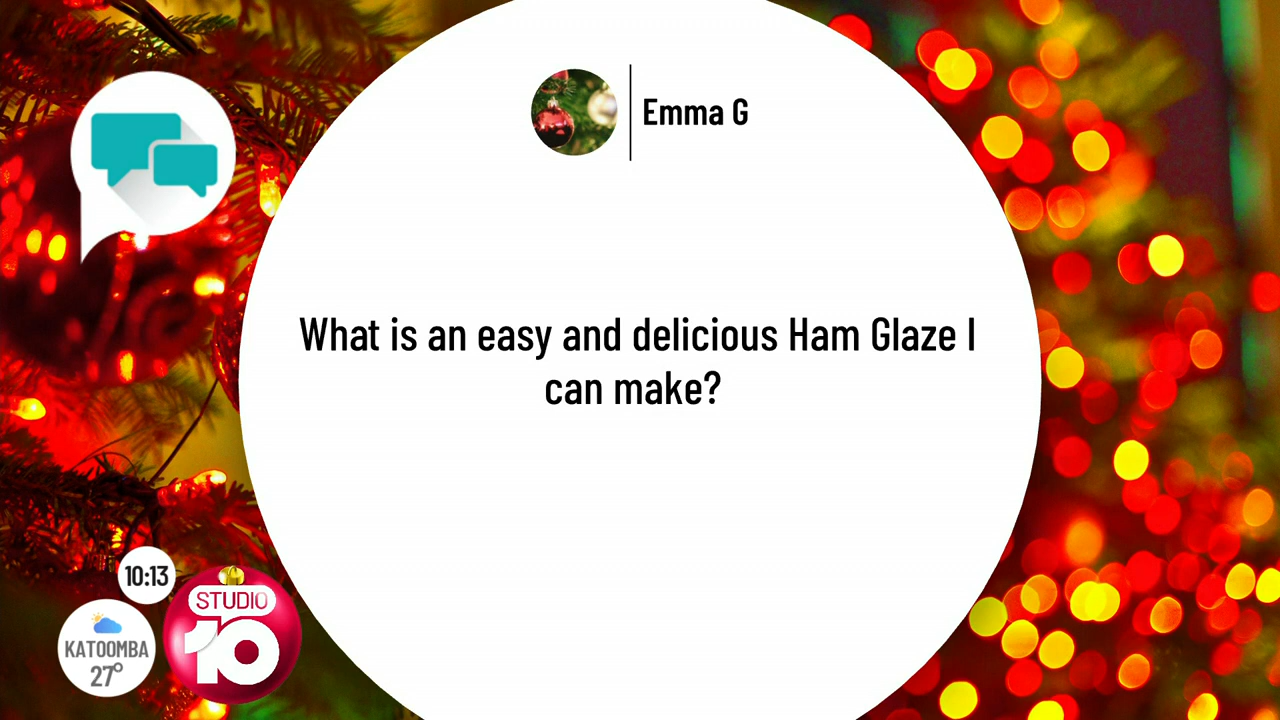 Emma G
What is an easy and delicious Ham Glaze I
can make?
10:13
KATOOMBA
27°
STUDIO
10